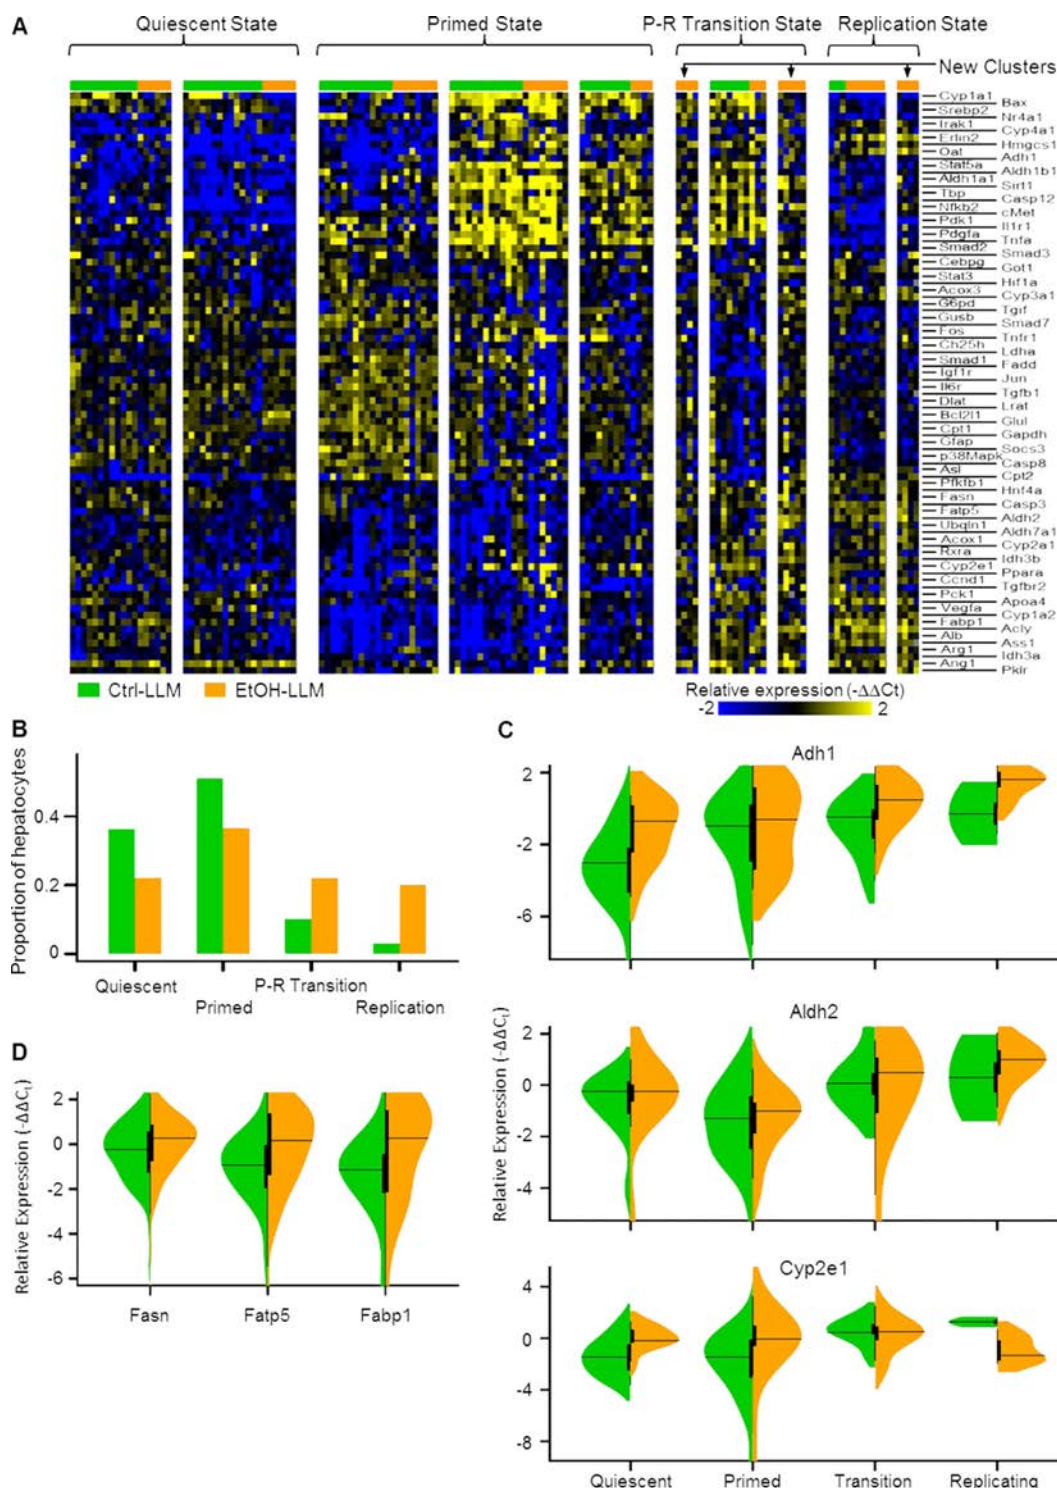 A
Quiescent State
Primed State
P-R Transition State
Replication State
New Clusters
Cyp1a1
Bax
Srebp2
Nr4a1
Irak1
Cyp4a1
Erlin2
Hmgcs1
Oat
Adh1
Stat5a
Aldh1b1
Aldh1a1
Sirt1
Tbp
Casp12
Nfkb2
cMet
Pdk1
Il1r1
Pdgfa
Tnfa
Smad2
Smad3
Cebpg
Got1
Stat3
Hif1a
Acox3
Cyp3a1
G6pd
Tgif
Gusb
Smad7
Fos
Tnfr1
Ch25h
Ldha
Smad1
Fadd
Igf1r
Jun
Il6r
Tgfb1
Dlat
Lrat
Bcl2l1
Glul
Cpt1
Gapdh
Gfap
Socs3
p38Mapk
Casp8
Asl
Cpt2
Pfkfb1
Hnf4a
Fasn
Casp3
Fatp5
Aldh2
Ubqln1
Aldh7a1
Acox1
Cyp2a1
Rxra
Idh3b
Cyp2e1
Ppara
Ccnd1
Tgfbr2
Pck1
Apoa4
Vegfa
Cyp1a2
Fabp1
Acly
Alb
Ass1
Arg1
Idh3a
Ang1
Pklr
Ctrl-LLM
EtOH-LLM
Relative expression (-ΔΔCt)
-2
2
B
Proportion of hepatocytes
0.4
0.2
0
Quiescent
Primed
P-R Transition
Replication
C
Adh1
2
-2
-6
Aldh2
Relative Expression (-ΔΔCt)
2
0
-2
-4
Cyp2e1
4
0
-4
-8
Quiescent
Primed
Transition
Replicating
D
Relative Expression (-ΔΔCt)
2
0
-2
-4
-6
Fasn
Fatp5
Fabp1